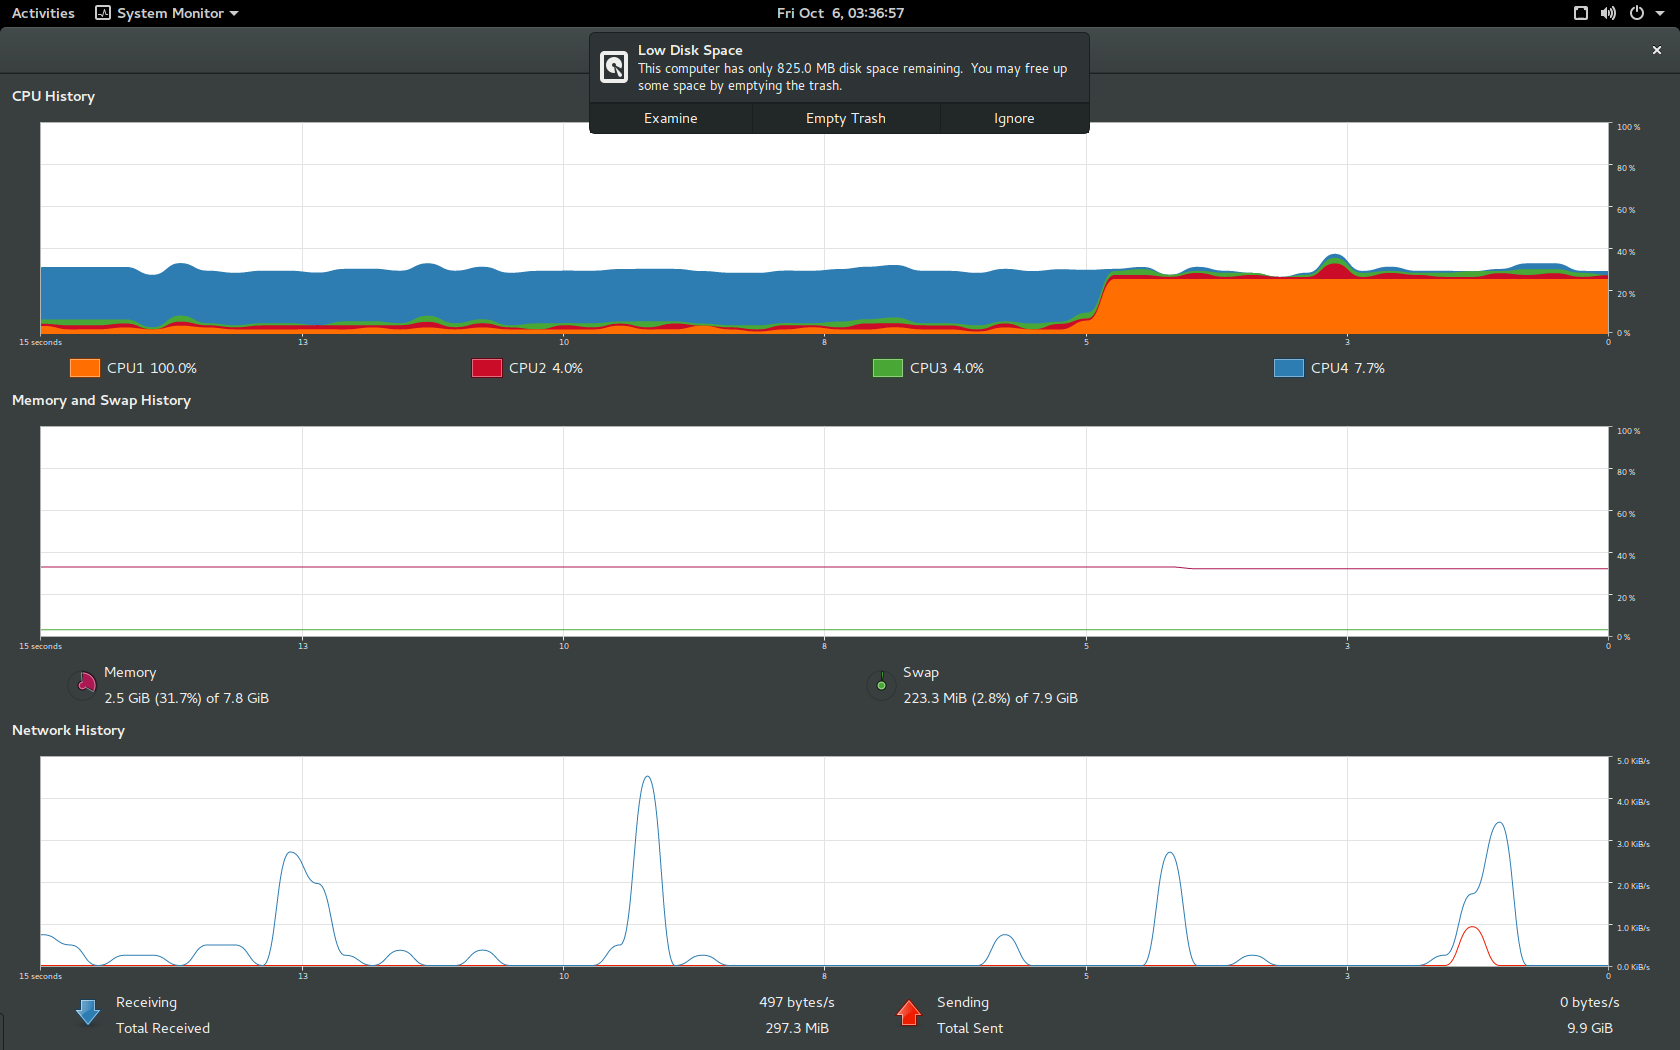 Activities System Monitor Fri Oct 6, 03:36:57
Low Disk Space
This computer has only 825.0 MB disk space remaining. You may free up
some space by emptying the trash.
Examine Empty Trash Ignore
CPU History
100 %
80 %
60 %
40 %
20 %
0 %
15 seconds 13 10 8 5 3 0
CPU1 100.0% CPU2 4.0% CPU3 4.0% CPU4 7.7%
Memory and Swap History
100 %
80 %
60 %
40 %
20 %
0 %
15 seconds 13 10 8 5 3 0
Memory Swap
2.5 GiB (31.7%) of 7.8 GiB 223.3 MiB (2.8%) of 7.9 GiB
Network History
5.0 KiB/s
4.0 KiB/s
3.0 KiB/s
2.0 KiB/s
1.0 KiB/s
0.0 KiB/s
15 seconds 13 10 8 5 3 0
Receiving 497 bytes/s Sending 0 bytes/s
Total Received 297.3 MiB Total Sent 9.9 GiB